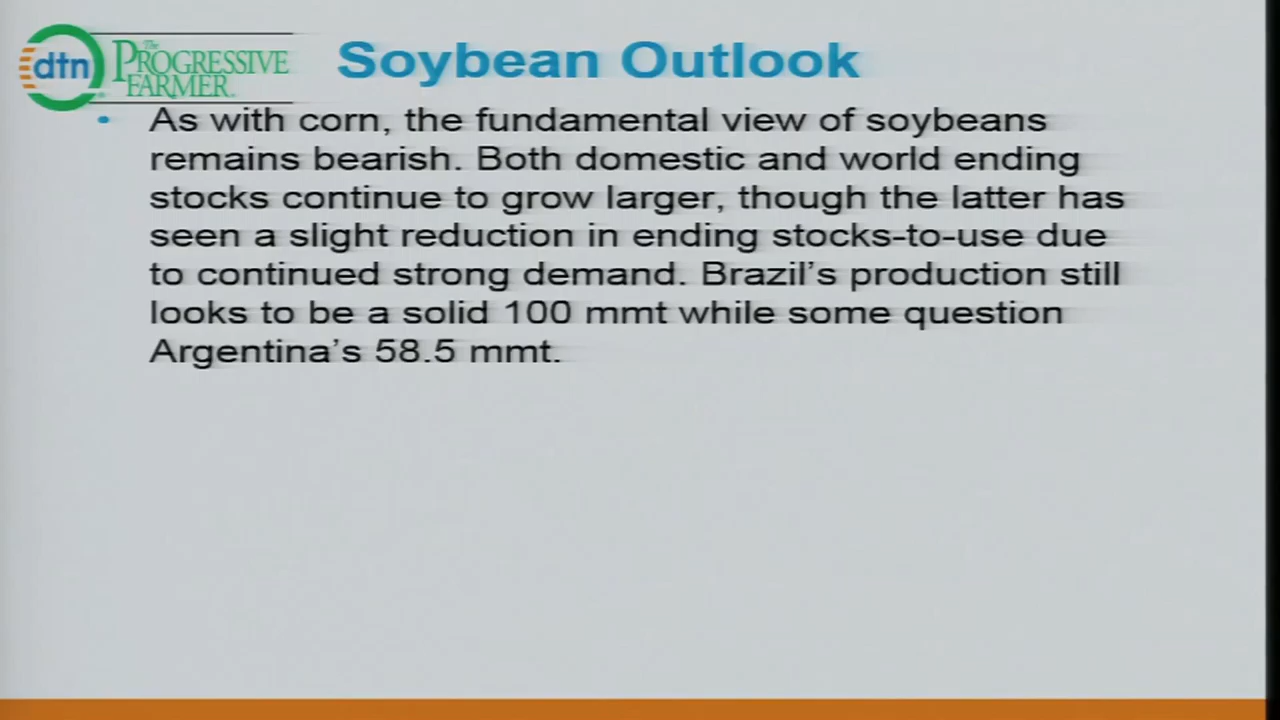 dtn
The
PROGRESSIVE
FARMER
Soybean Outlook
• As with corn, the fundamental view of soybeans
remains bearish. Both domestic and world ending
stocks continue to grow larger, though the latter has
seen a slight reduction in ending stocks-to-use due
to continued strong demand. Brazil’s production still
looks to be a solid 100 mmt while some question
Argentina’s 58.5 mmt.